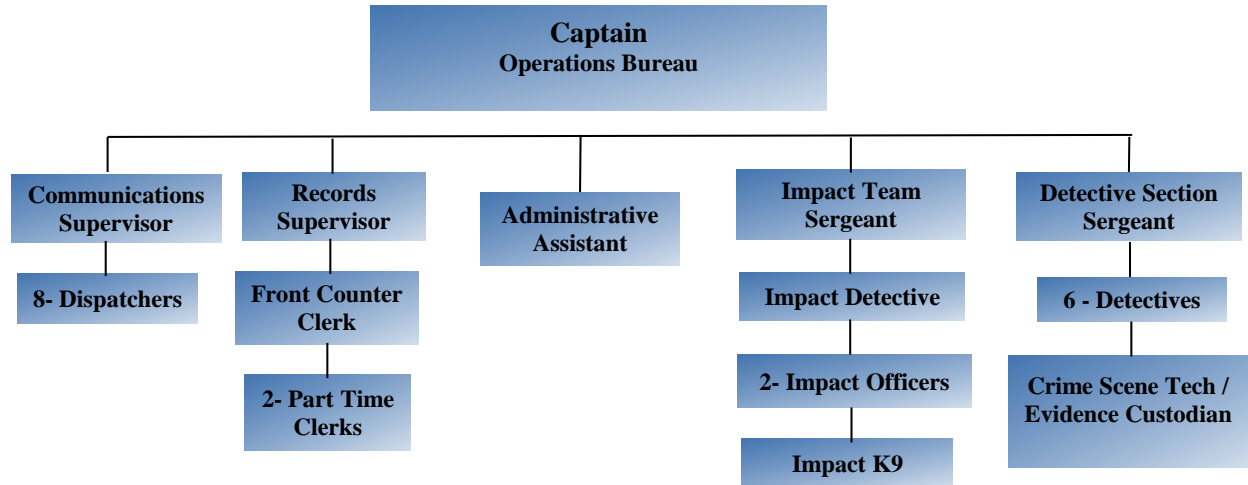 Captain
Operations Bureau
Communications
Supervisor
8- Dispatchers
Records
Supervisor
Front Counter
Clerk
2- Part Time
Clerks
Administrative
Assistant
Impact Team
Sergeant
Impact Detective
2- Impact Officers
Impact K9
Detective Section
Sergeant
6 - Detectives
Crime Scene Tech /
Evidence Custodian